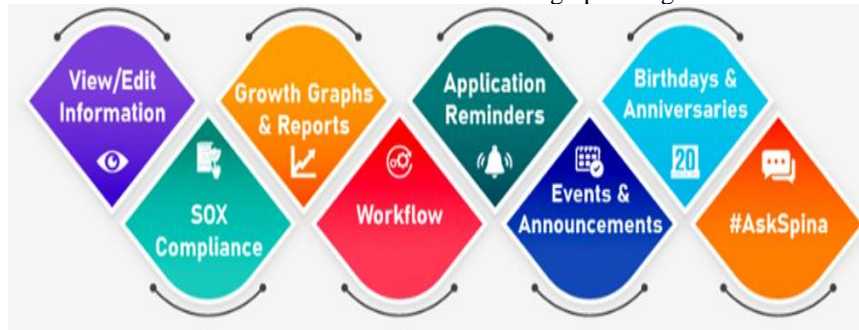 View/Edit
Information
SOX
Compliance
Growth Graphs
& Reports
Workflow
Application
Reminders
Events &
Announcements
Birthdays &
Anniversaries
20
#AskSpina